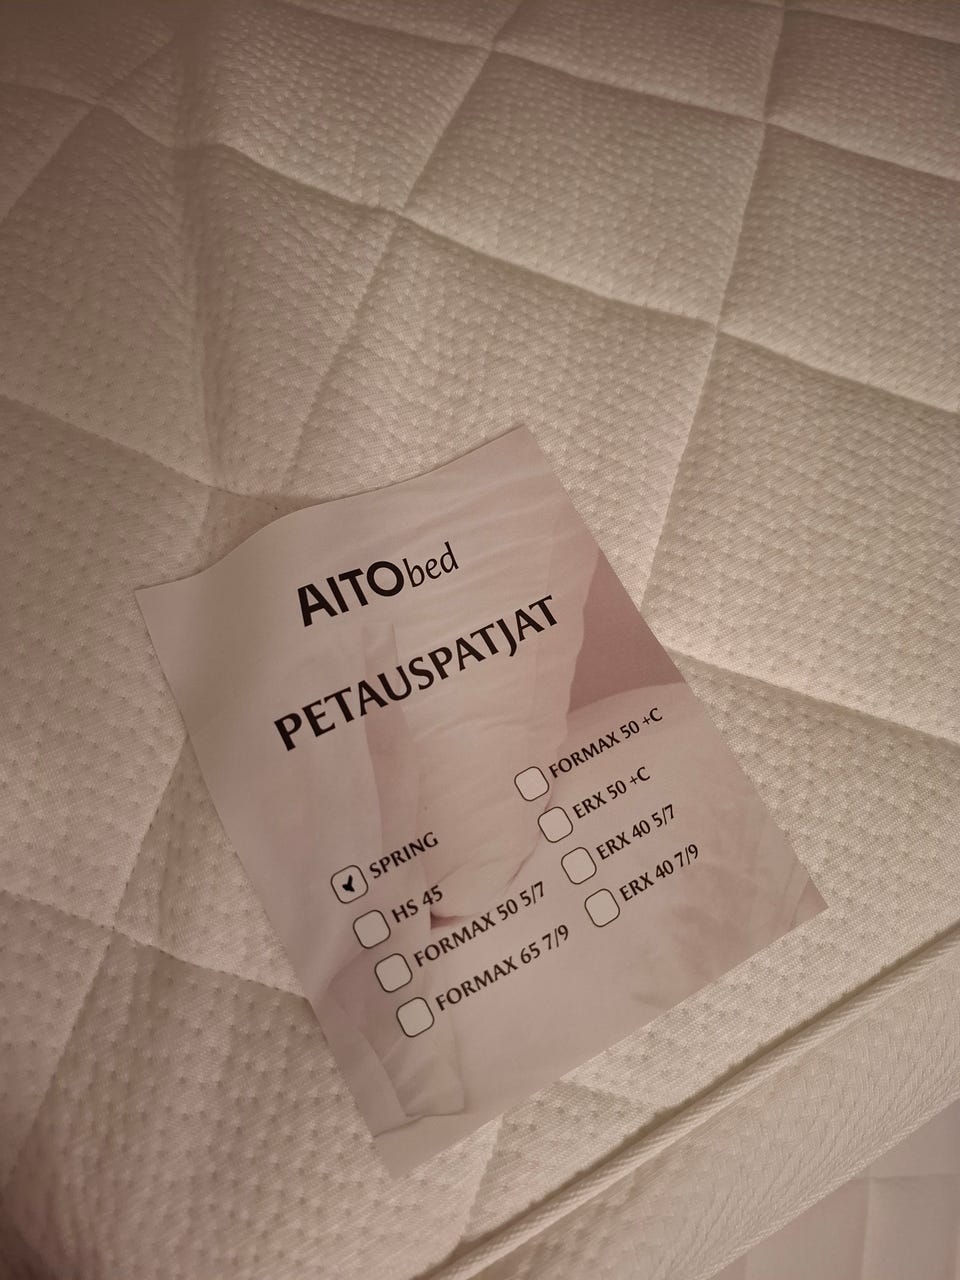 AITObed
PETAUSPATJAT
SPRING
HS 45
FORMAX 50 5/7
FORMAX 65 7/9
FORMAX 50 +C
ERX 50 +C
ERX 40 5/7
ERX 40 7/9